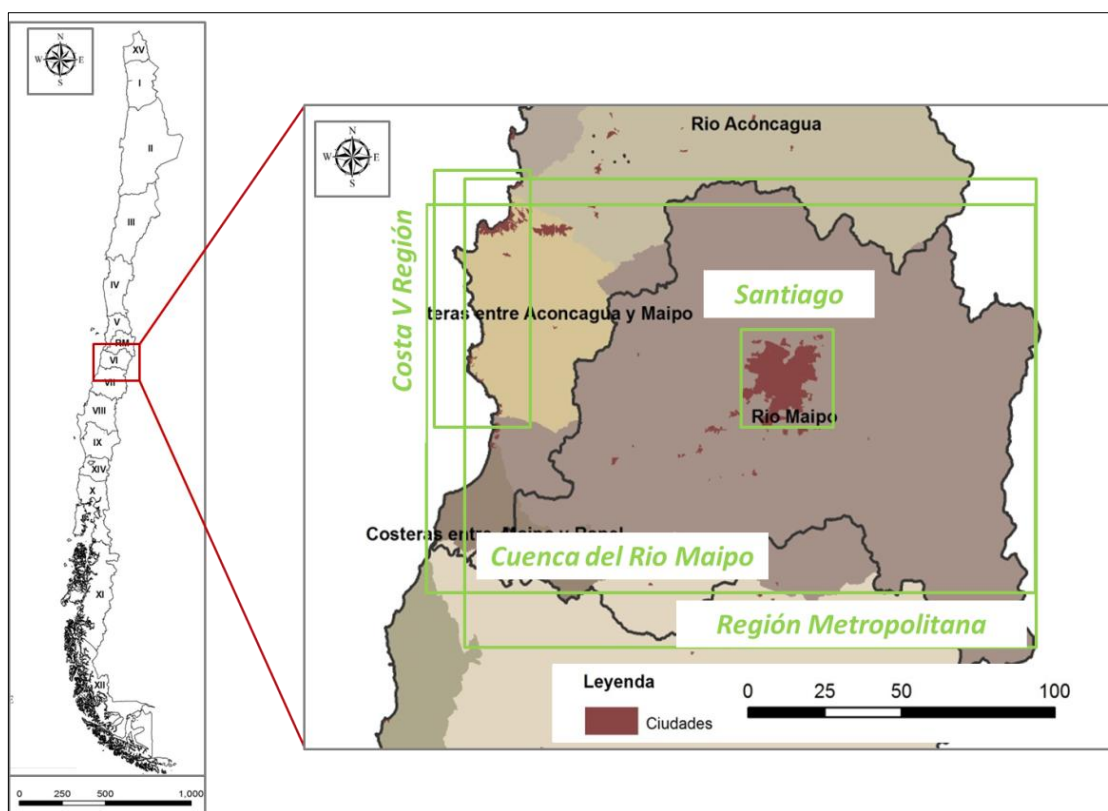 N
W E
S
XV
I
II
III
IV
V
RM
VI
VII
VIII
IX
XIV
X
XI
XII
0 250 500 1,000
N
W E
S
Rio Aconcagua
Costa V Región
Santiago
teras entre Aconcagua y Maipo
Rio Maipo
Costeras entre
Cuenca del Rio Maipo
Región Metropolitana
Leyenda
Ciudades
0 25 50 100